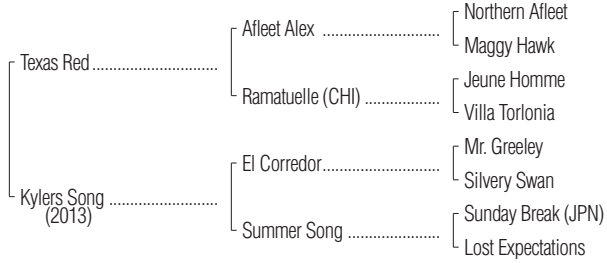 Northern Afleet
Afleet Alex ........................
Maggy Hawk
Texas Red ..........................
Jeune Homme
Ramatuelle (CHI) ...............
Villa Torlonia
Mr. Greeley
El Corredor........................
Silvery Swan
Kylers Song ......................
(2013)
Sunday Break (JPN)
Summer Song ...................
Lost Expectations